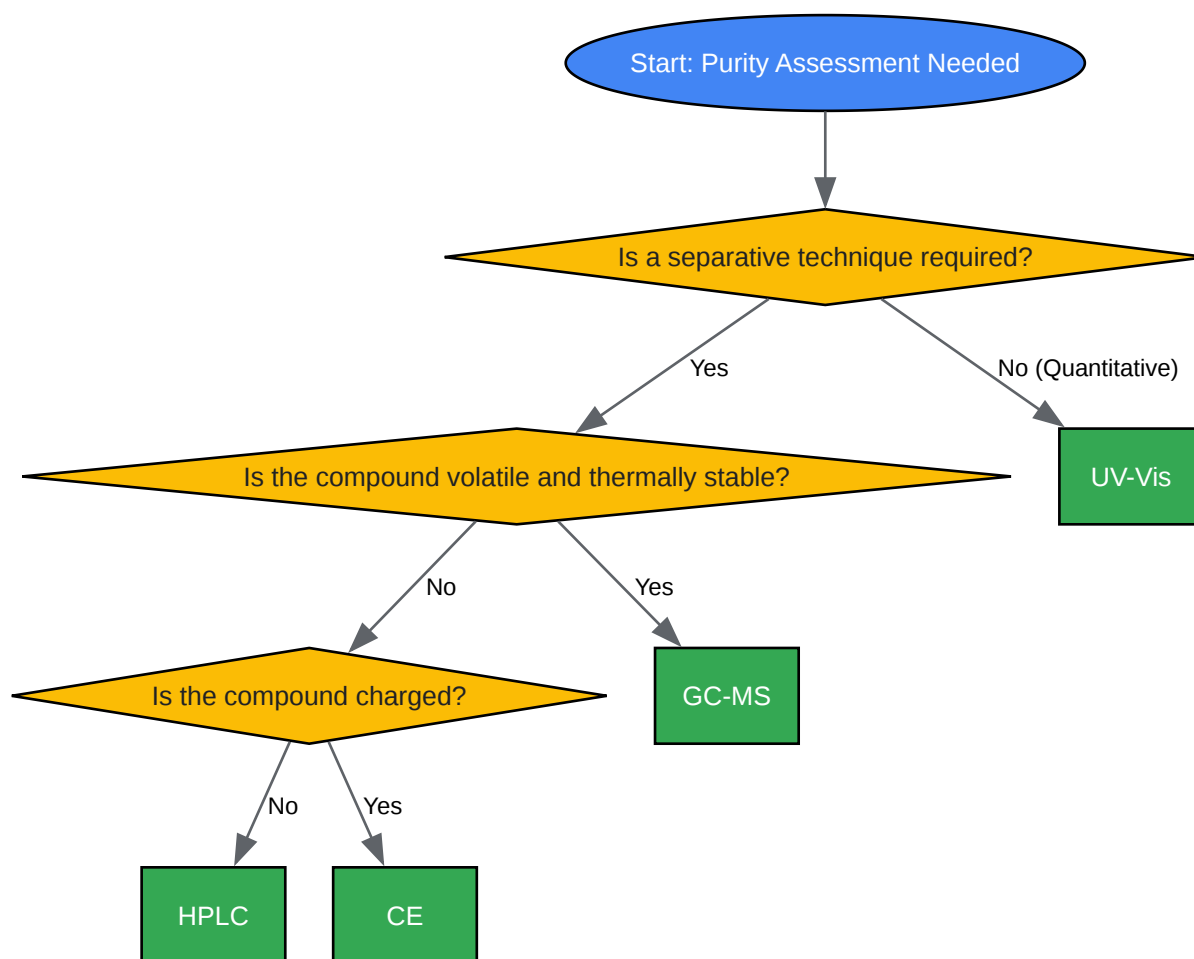 Start: Purity Assessment Needed
Is a separative technique required?
Yes
No (Quantitative)
Is the compound volatile and thermally stable?
UV-Vis
No
Yes
Is the compound charged?
GC-MS
No
Yes
HPLC
CE